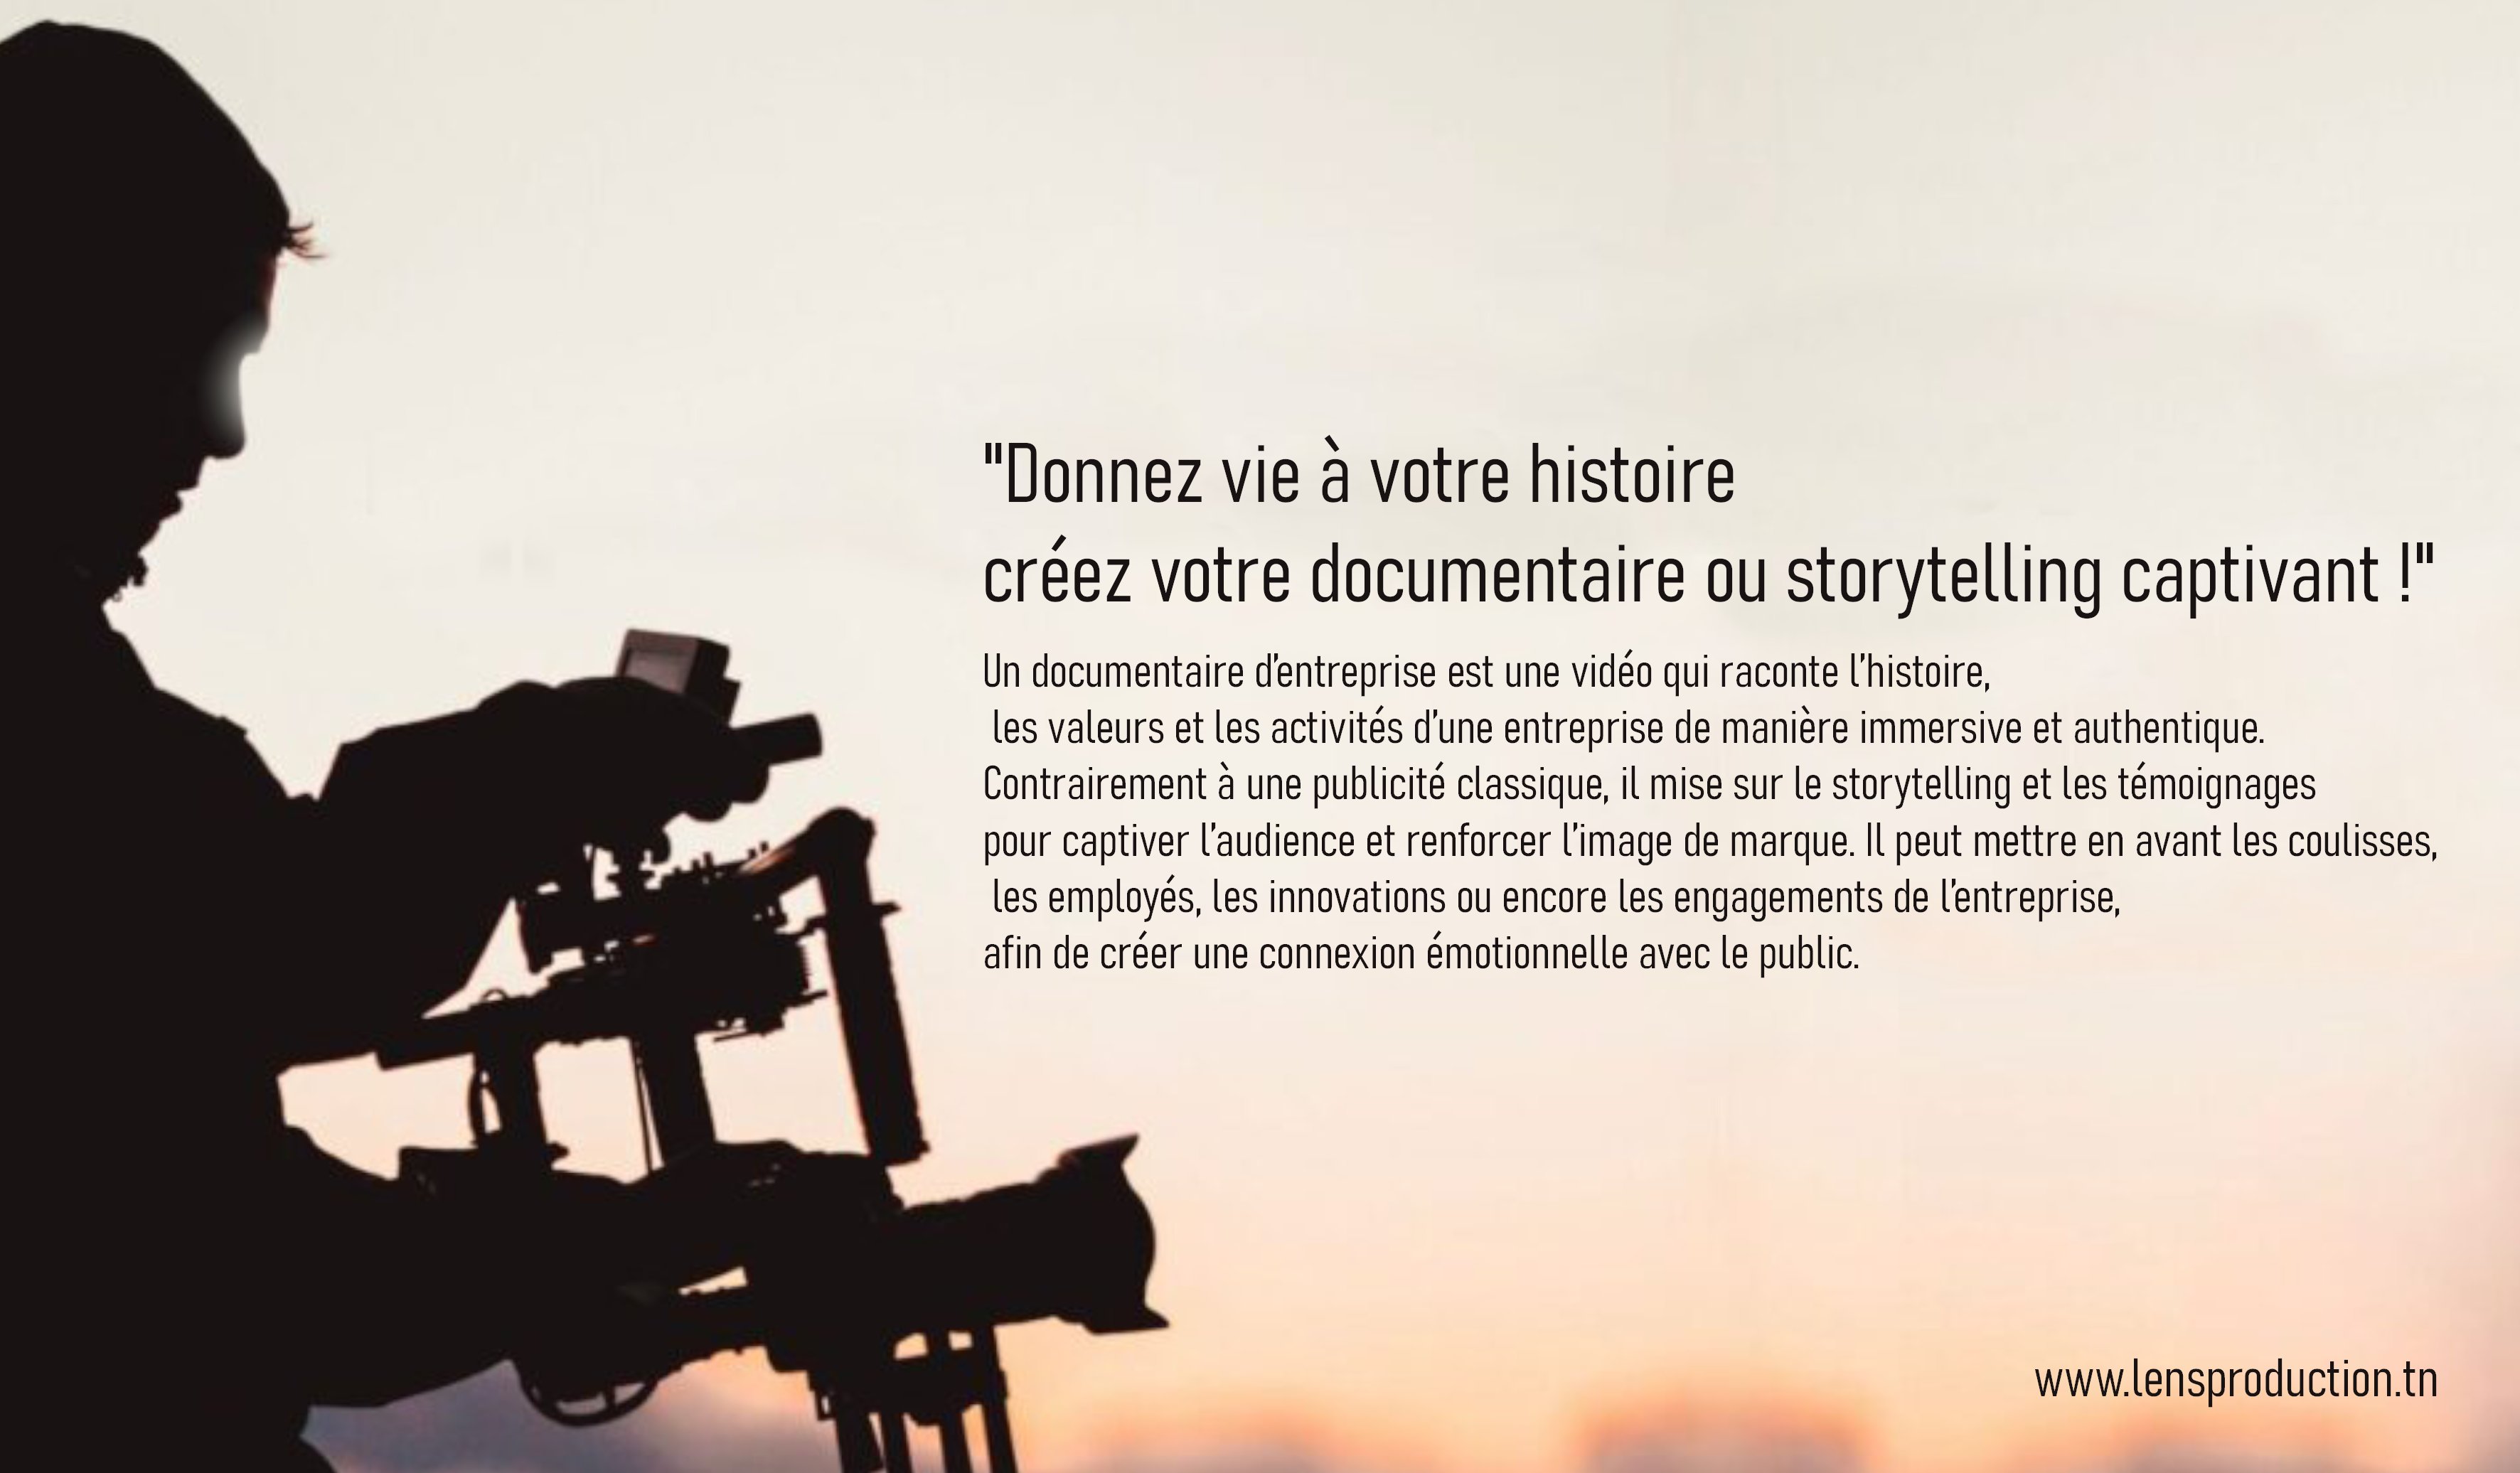 "Donnez vie à votre histoire
créez votre documentaire ou storytelling captivant !"
Un documentaire d'entreprise est une vidéo qui raconte l'histoire,
les valeurs et les activités d'une entreprise de manière immersive et authentique.
Contrairement à une publicité classique, il mise sur le storytelling et les témoignages
pour captiver l'audience et renforcer l'image de marque. Il peut mettre en avant les coulisses,
les employés, les innovations ou encore les engagements de l'entreprise,
afin de créer une connexion émotionnelle avec le public.
www.lensproduction.tn